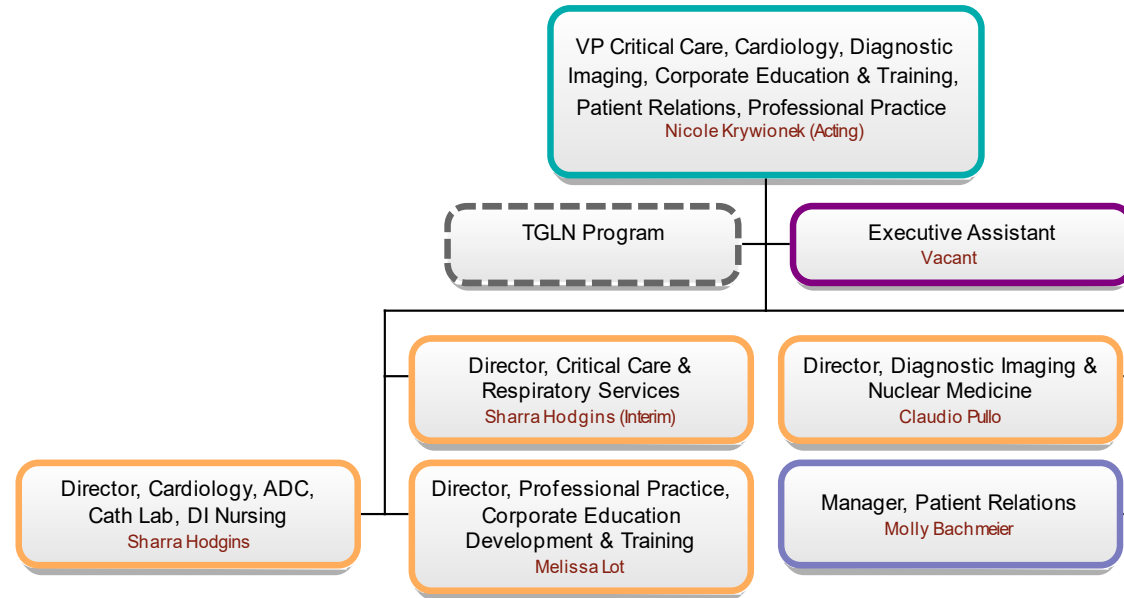 VP Critical Care, Cardiology, Diagnostic
Imaging, Corporate Education & Training,
Patient Relations, Professional Practice
Nicole Krywionek (Acting)
TGLN Program
Executive Assistant
Vacant
Director, Critical Care &
Respiratory Services
Sharra Hodgins (Interim)
Director, Diagnostic Imaging &
Nuclear Medicine
Claudio Pullo
Director, Cardiology, ADC,
Cath Lab, DI Nursing
Sharra Hodgins
Director, Professional Practice,
Corporate Education
Development & Training
Melissa Lot
Manager, Patient Relations
Molly Bachmeier